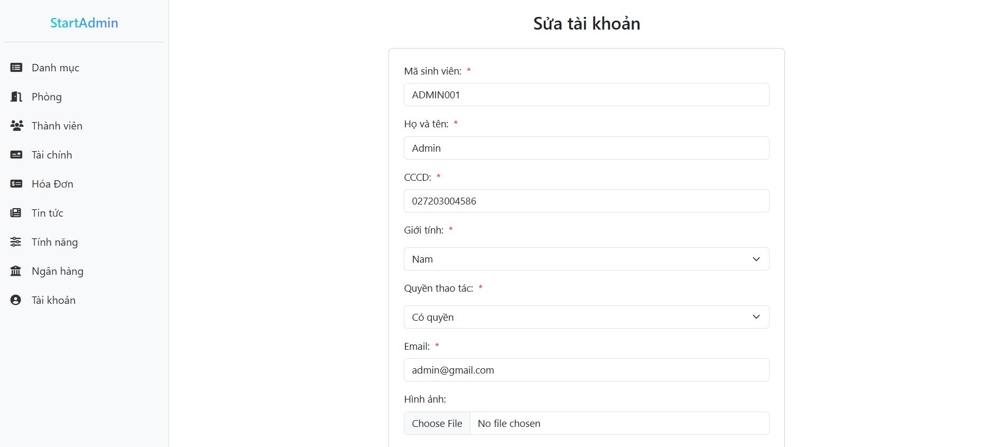 StartAdmin
Danh mục
Phòng
Thành viên
Tài chính
Hóa Đơn
Tin tức
Tính năng
Ngân hàng
Tài khoản
Sửa tài khoản
Mã sinh viên: *
ADMIN001
Họ và tên: *
Admin
CCCD: *
027203004586
Giới tính: *
Nam
Quyền thao tác: *
Có quyền
Email: *
admin@gmail.com
Hình ảnh:
Choose File No file chosen